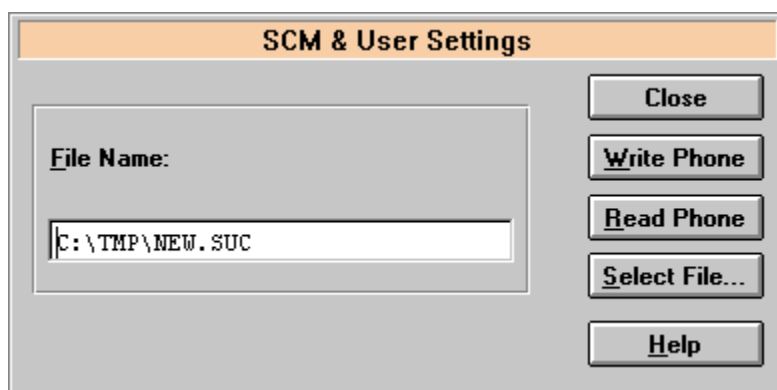 SCM & User Settings
Close
File Name:
Write Phone
Read Phone
C:\TMP\NEW.SUC
Select File...
Help